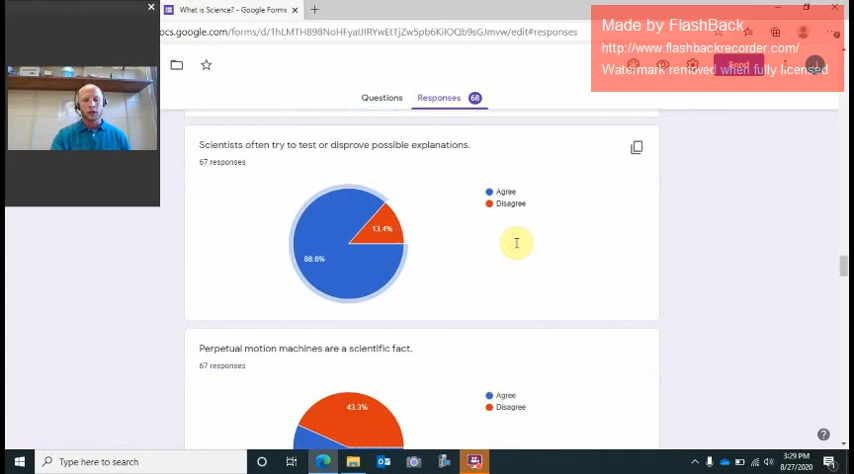 What is Science? - Google Forms
Made by FlashBack
ocs.google.com/forms/d/1hLMTH898NoHFyaIJIRYwEtTjZw5pb6KiIOQb9sGJmvw/edit#responses
http://www.flashbackrecorder.com/
Watermark removed when fully licensed
Send
Questions
Responses 68
Scientists often try to test or disprove possible explanations.
67 responses
Agree
Disagree
13.4%
86.6%
Perpetual motion machines are a scientific fact.
67 responses
Agree
Disagree
43.3%
Type here to search
3:29 PM
8/27/2020